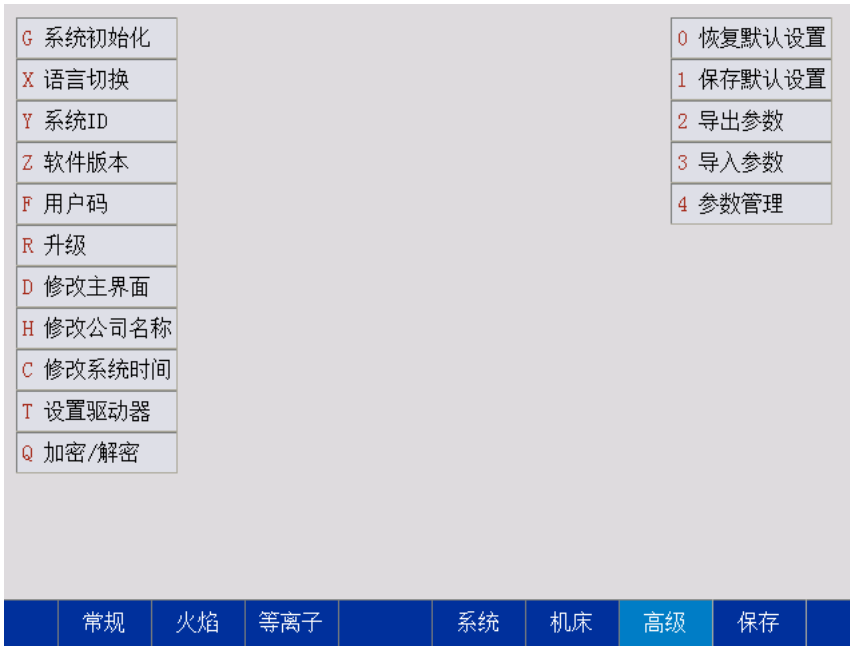 G 系统初始化
X 语言切换
Y 系统ID
Z 软件版本
F 用户码
R 升级
D 修改主界面
H 修改公司名称
C 修改系统时间
T 设置驱动器
Q 加密/解密
0 恢复默认设置
1 保存默认设置
2 导出参数
3 导入参数
4 参数管理
常规 火焰 等离子 系统 机床 高级 保存